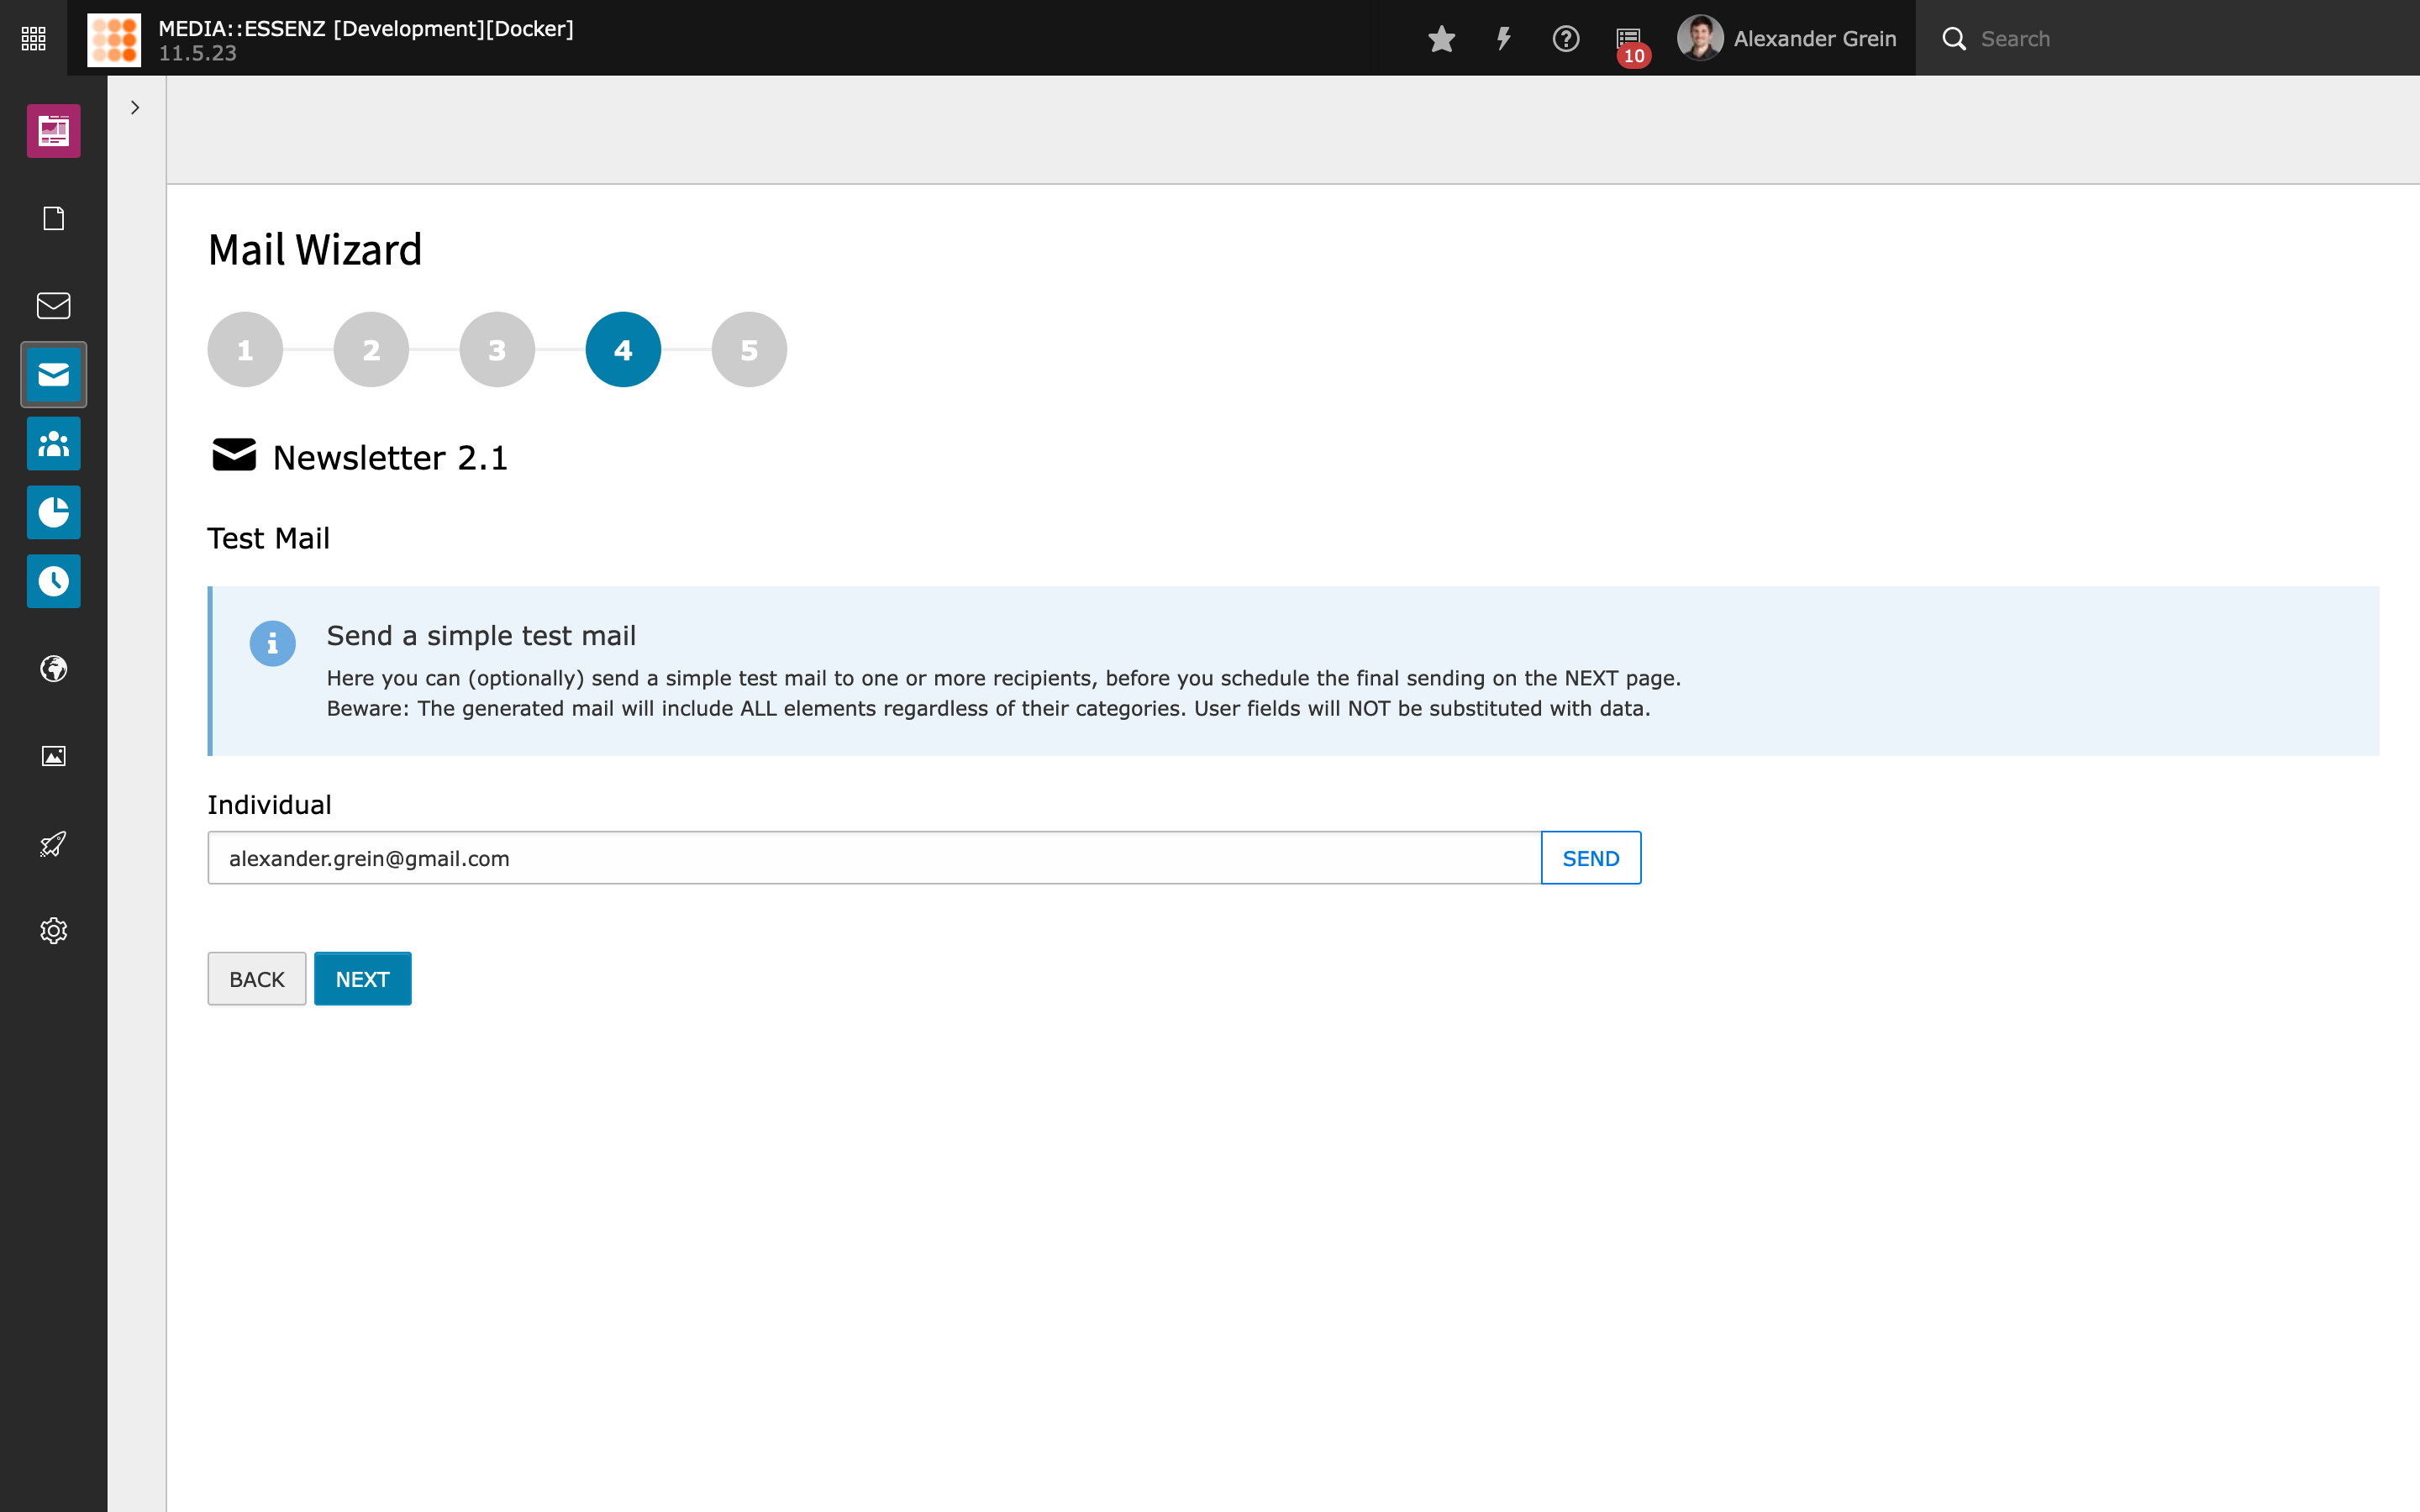 MEDIA::ESSENZ [Development][Docker]
11.5.23
10
Alexander Grein
Search
Mail Wizard
1
2
3
4
5
Newsletter 2.1
Test Mail
Send a simple test mail
Here you can (optionally) send a simple test mail to one or more recipients, before you schedule the final sending on the NEXT page.
Beware: The generated mail will include ALL elements regardless of their categories. User fields will NOT be substituted with data.
Individual
alexander.grein@gmail.com
SEND
BACK
NEXT